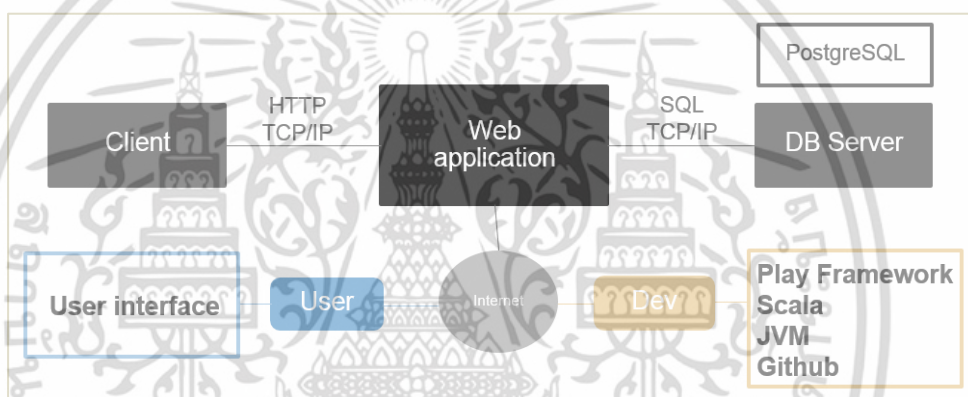 PostgreSQL
Client
HTTP
TCP/IP
Web
application
SQL
TCP/IP
DB Server
User interface
User
Internet
Dev
Play Framework
Scala
JVM
Github